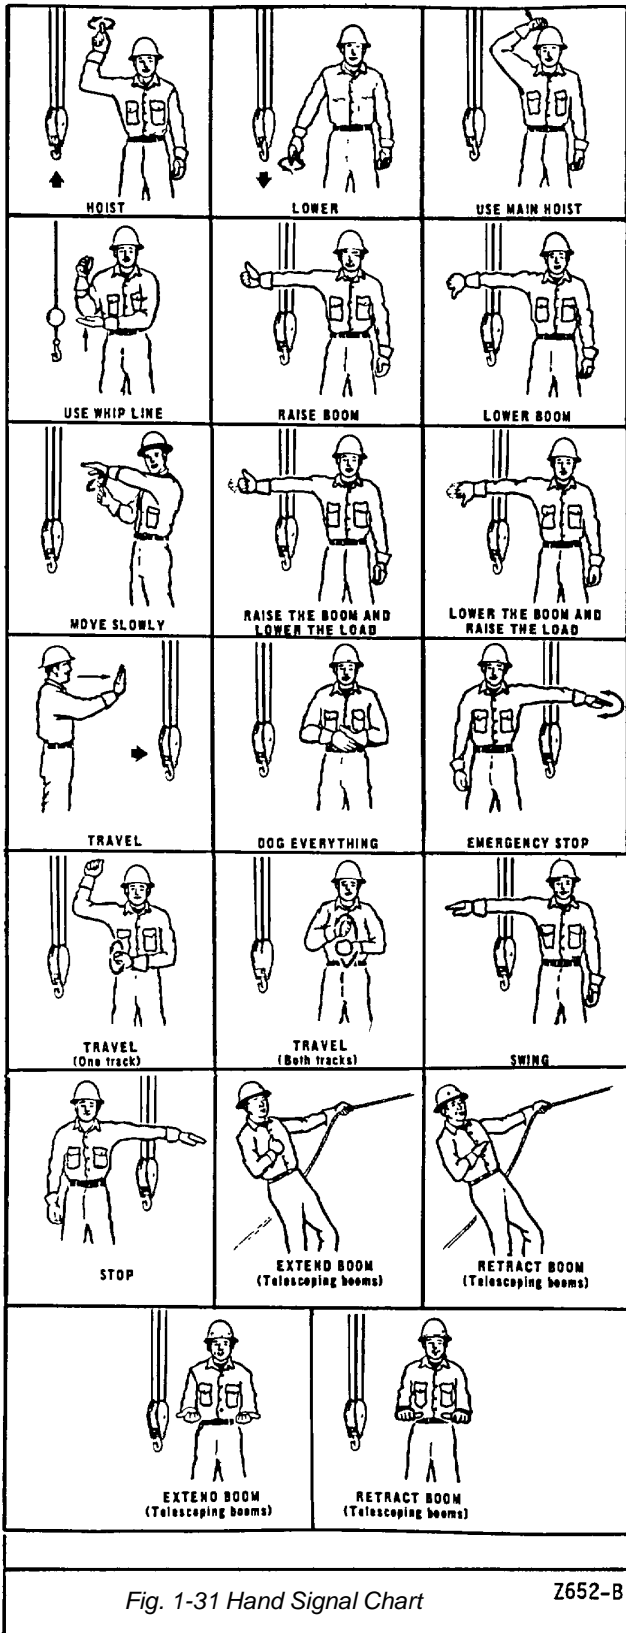 HOIST
LOWER
USE MAIN HOIST
USE WHIP LINE
RAISE BOOM
LOWER BOOM
MOVE SLOWLY
RAISE THE BOOM AND
LOWER THE LOAD
LOWER THE BOOM AND
RAISE THE LOAD
TRAVEL
DOG EVERYTHING
EMERGENCY STOP
TRAVEL
(One track)
TRAVEL
(Both tracks)
SWING
STOP
EXTEND BOOM
(Telescoping booms)
RETRACT BOOM
(Telescoping booms)
EXTEND BOOM
(Telescoping booms)
RETRACT BOOM
(Telescoping booms)
Fig. 1-31 Hand Signal Chart
Z652-B